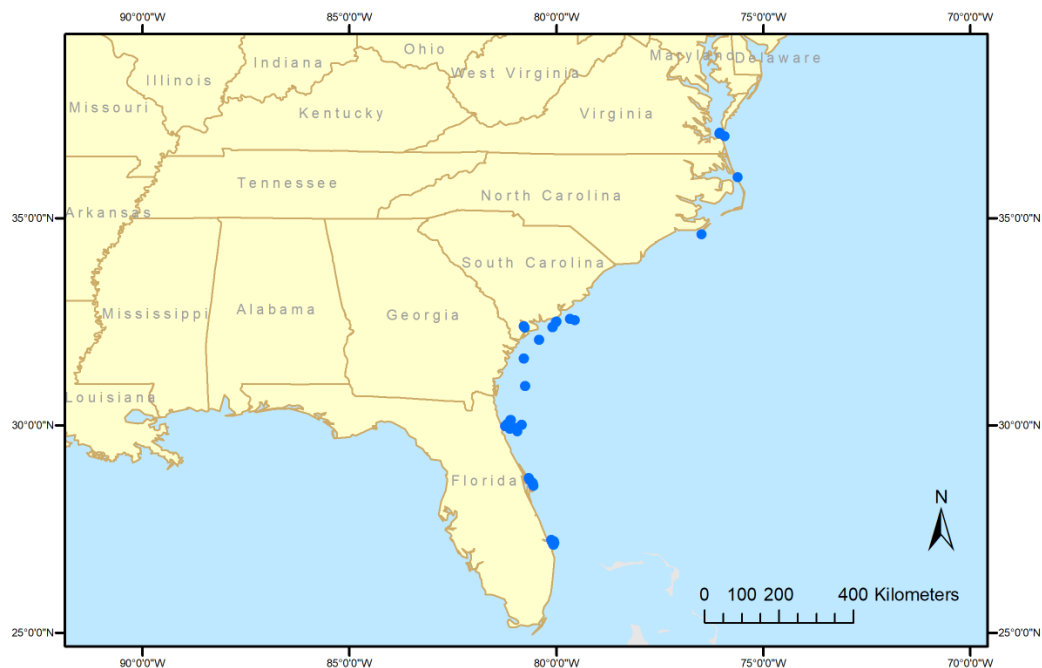 90°0'0"W 85°0'0"W 80°0'0"W 75°0'0"W 70°0'0"W
Ohio
Maryland Delaware
Indiana
West Virginia
Illinois
Missouri
Kentucky
Virginia
Tennessee
North Carolina
Arkansas
35°0'0"N 35°0'0"N
South Carolina
Mississippi
Alabama
Georgia
Louisiana
30°0'0"N 30°0'0"N
Florida
N
0 100 200 400 Kilometers
25°0'0"N 25°0'0"N
90°0'0"W 85°0'0"W 80°0'0"W 75°0'0"W 70°0'0"W